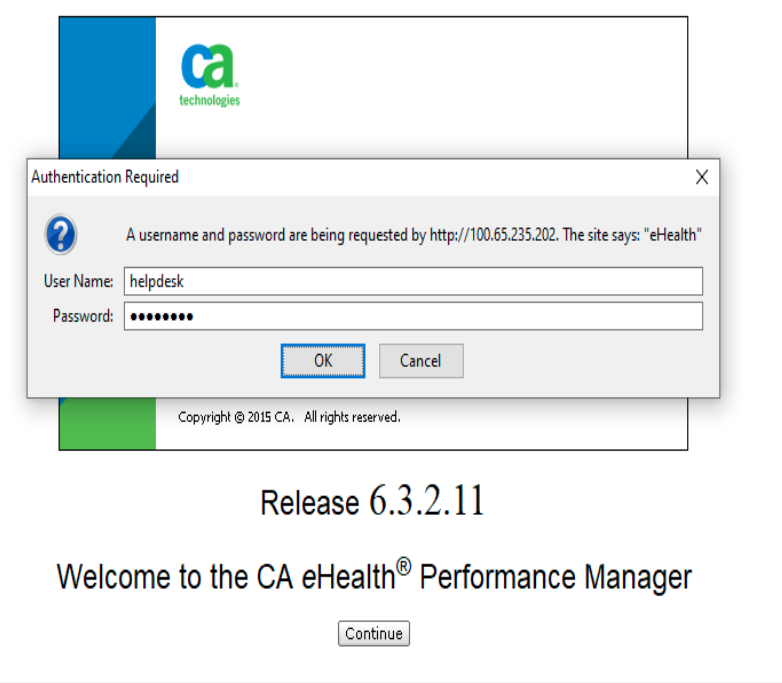 ca
technologies
Authentication Required
A username and password are being requested by http://100.65.235.202. The site says: "eHealth"
User Name: helpdesk
Password: ●●●●●●●●
OK Cancel
Copyright © 2015 CA. All rights reserved.
Release 6.3.2.11
Welcome to the CA eHealth® Performance Manager
Continue